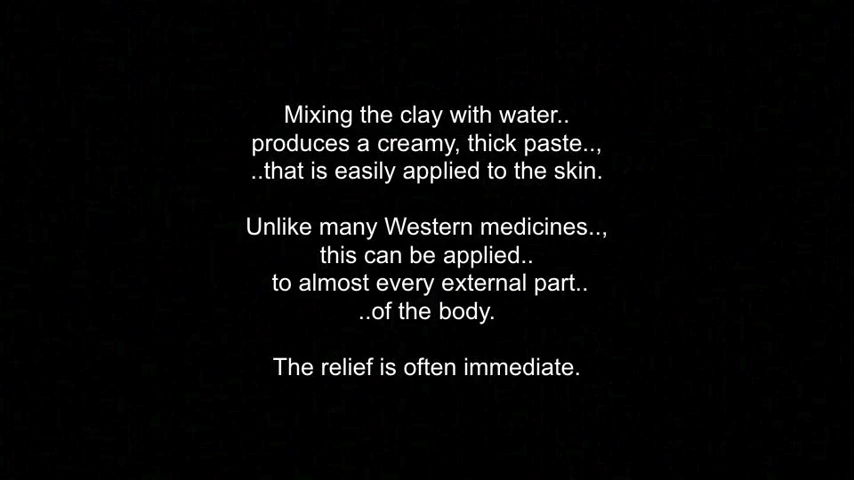 Mixing the clay with water..
produces a creamy, thick paste..,
..that is easily applied to the skin.
Unlike many Western medicines..,
this can be applied..
to almost every external part..
..of the body.
The relief is often immediate.